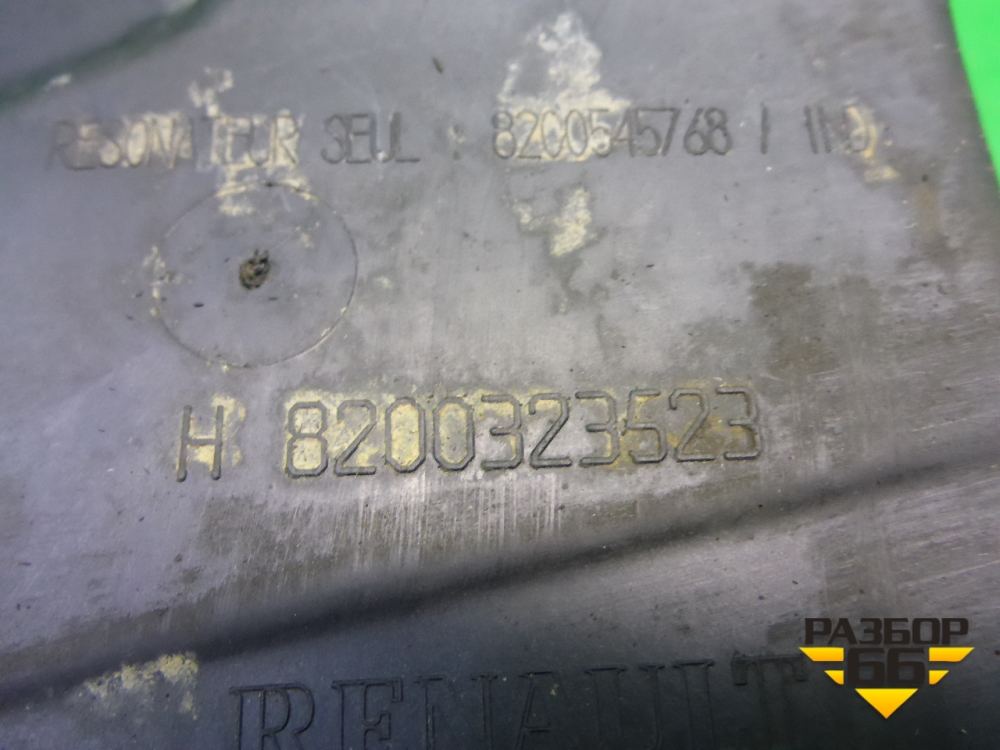 RESONATEUR SEUL : 8200545768 / IND
H 8200323523
RENAULT
РАЗБОР
66